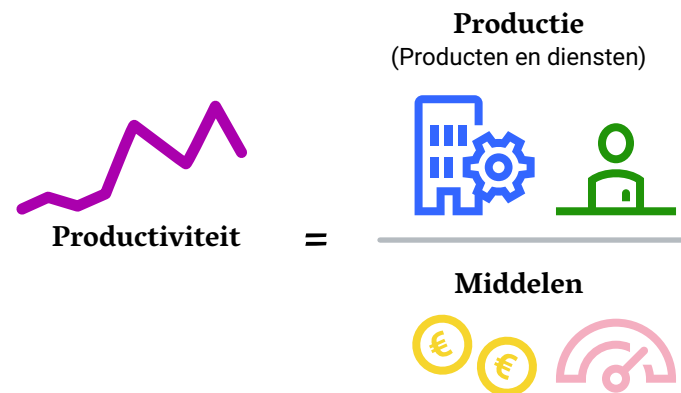 Productie
(Producten en diensten)
Productiviteit
=
Middelen
€
€